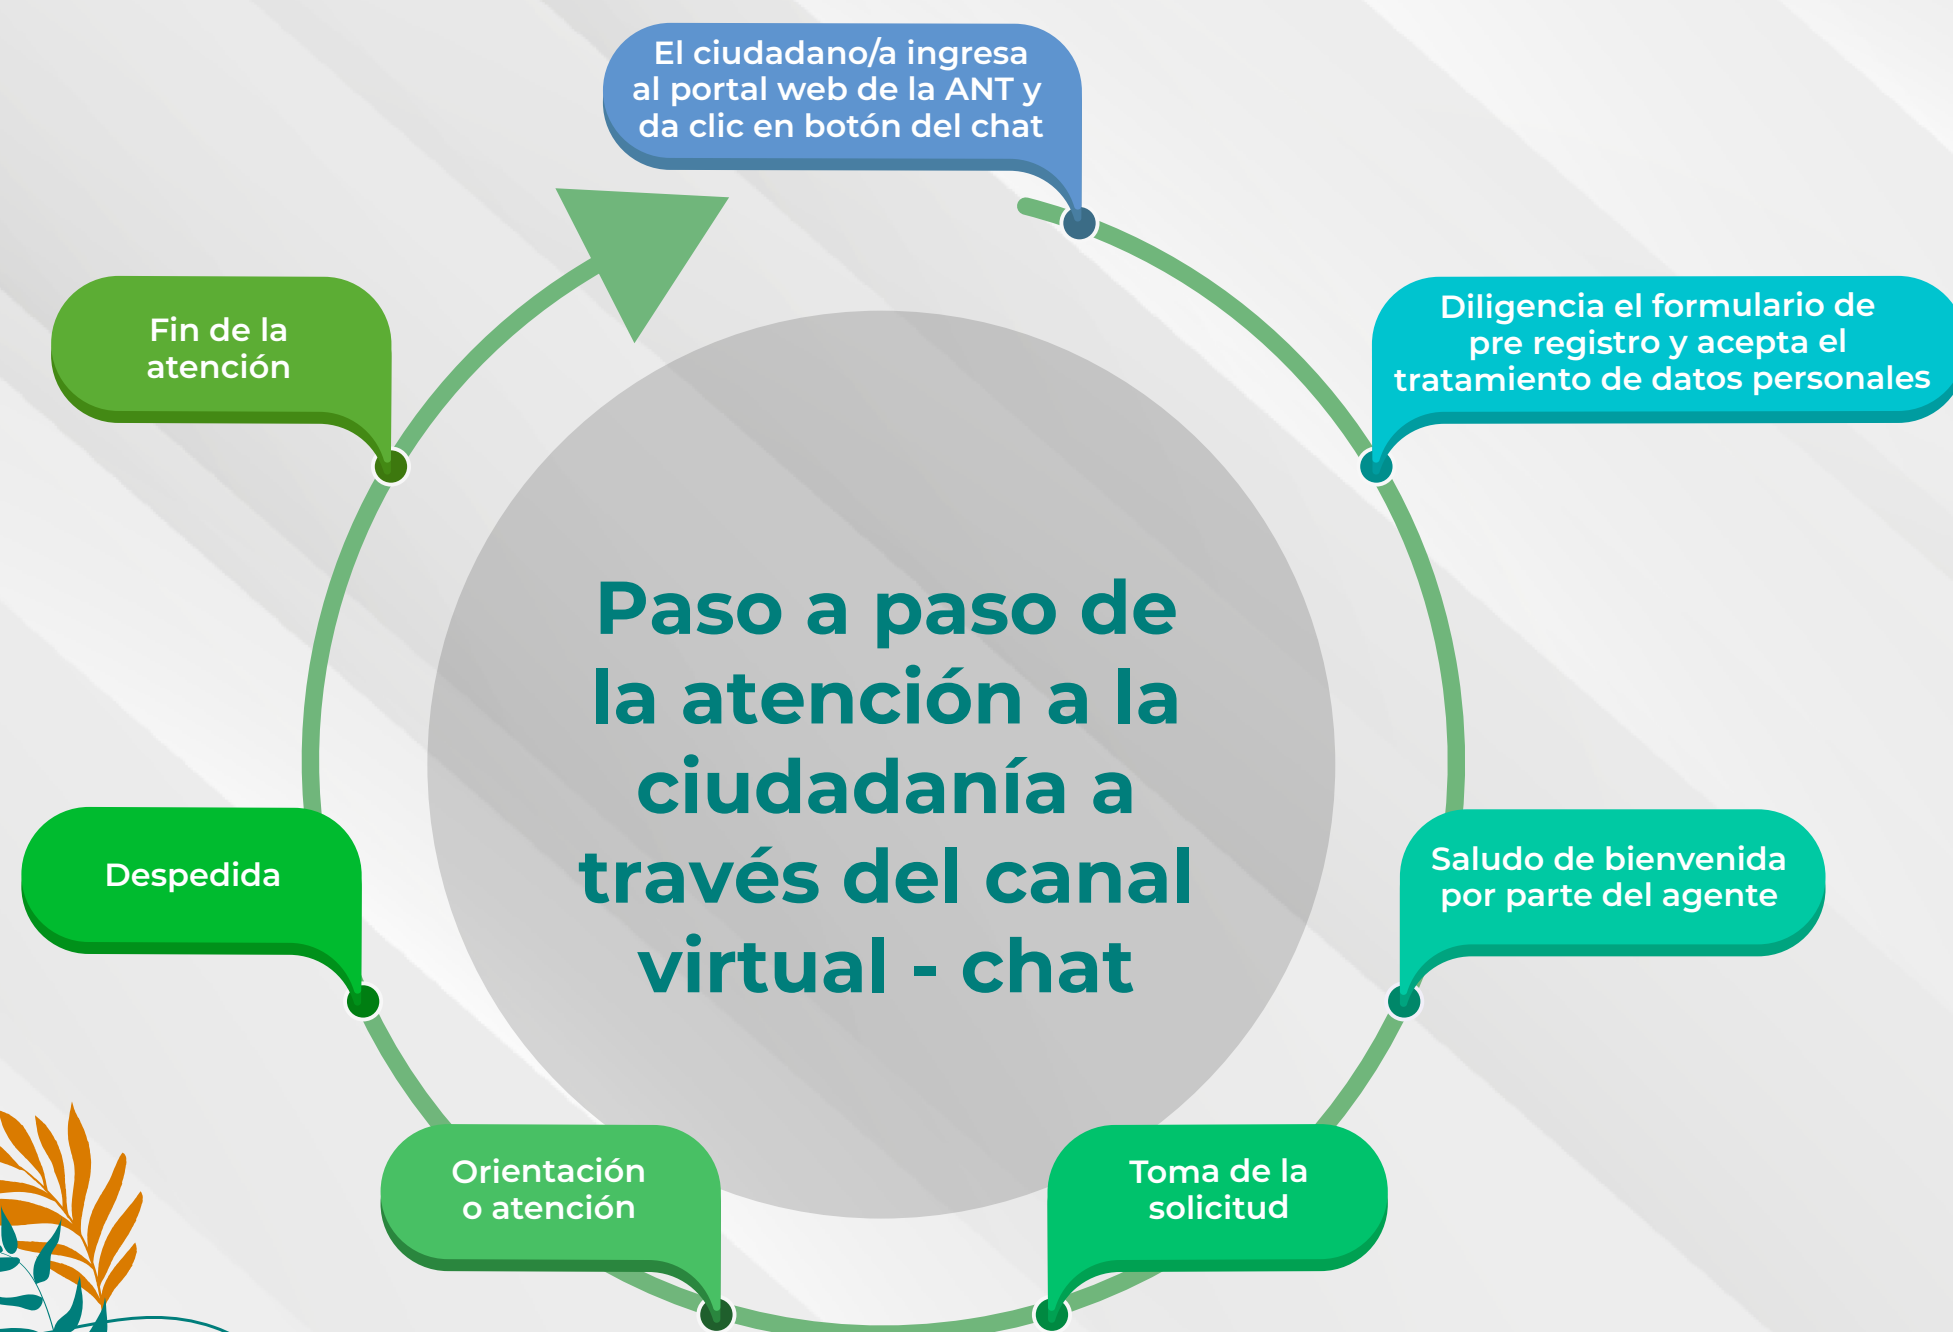 El ciudadano/a ingresa
al portal web de la ANT y
da clic en botón del chat
Diligencia el formulario de
pre registro y acepta el
tratamiento de datos personales
Saludo de bienvenida
por parte del agente
Toma de la
solicitud
Orientación
o atención
Despedida
Fin de la
atención
Paso a paso de
la atención a la
ciudadanía a
través del canal
virtual - chat